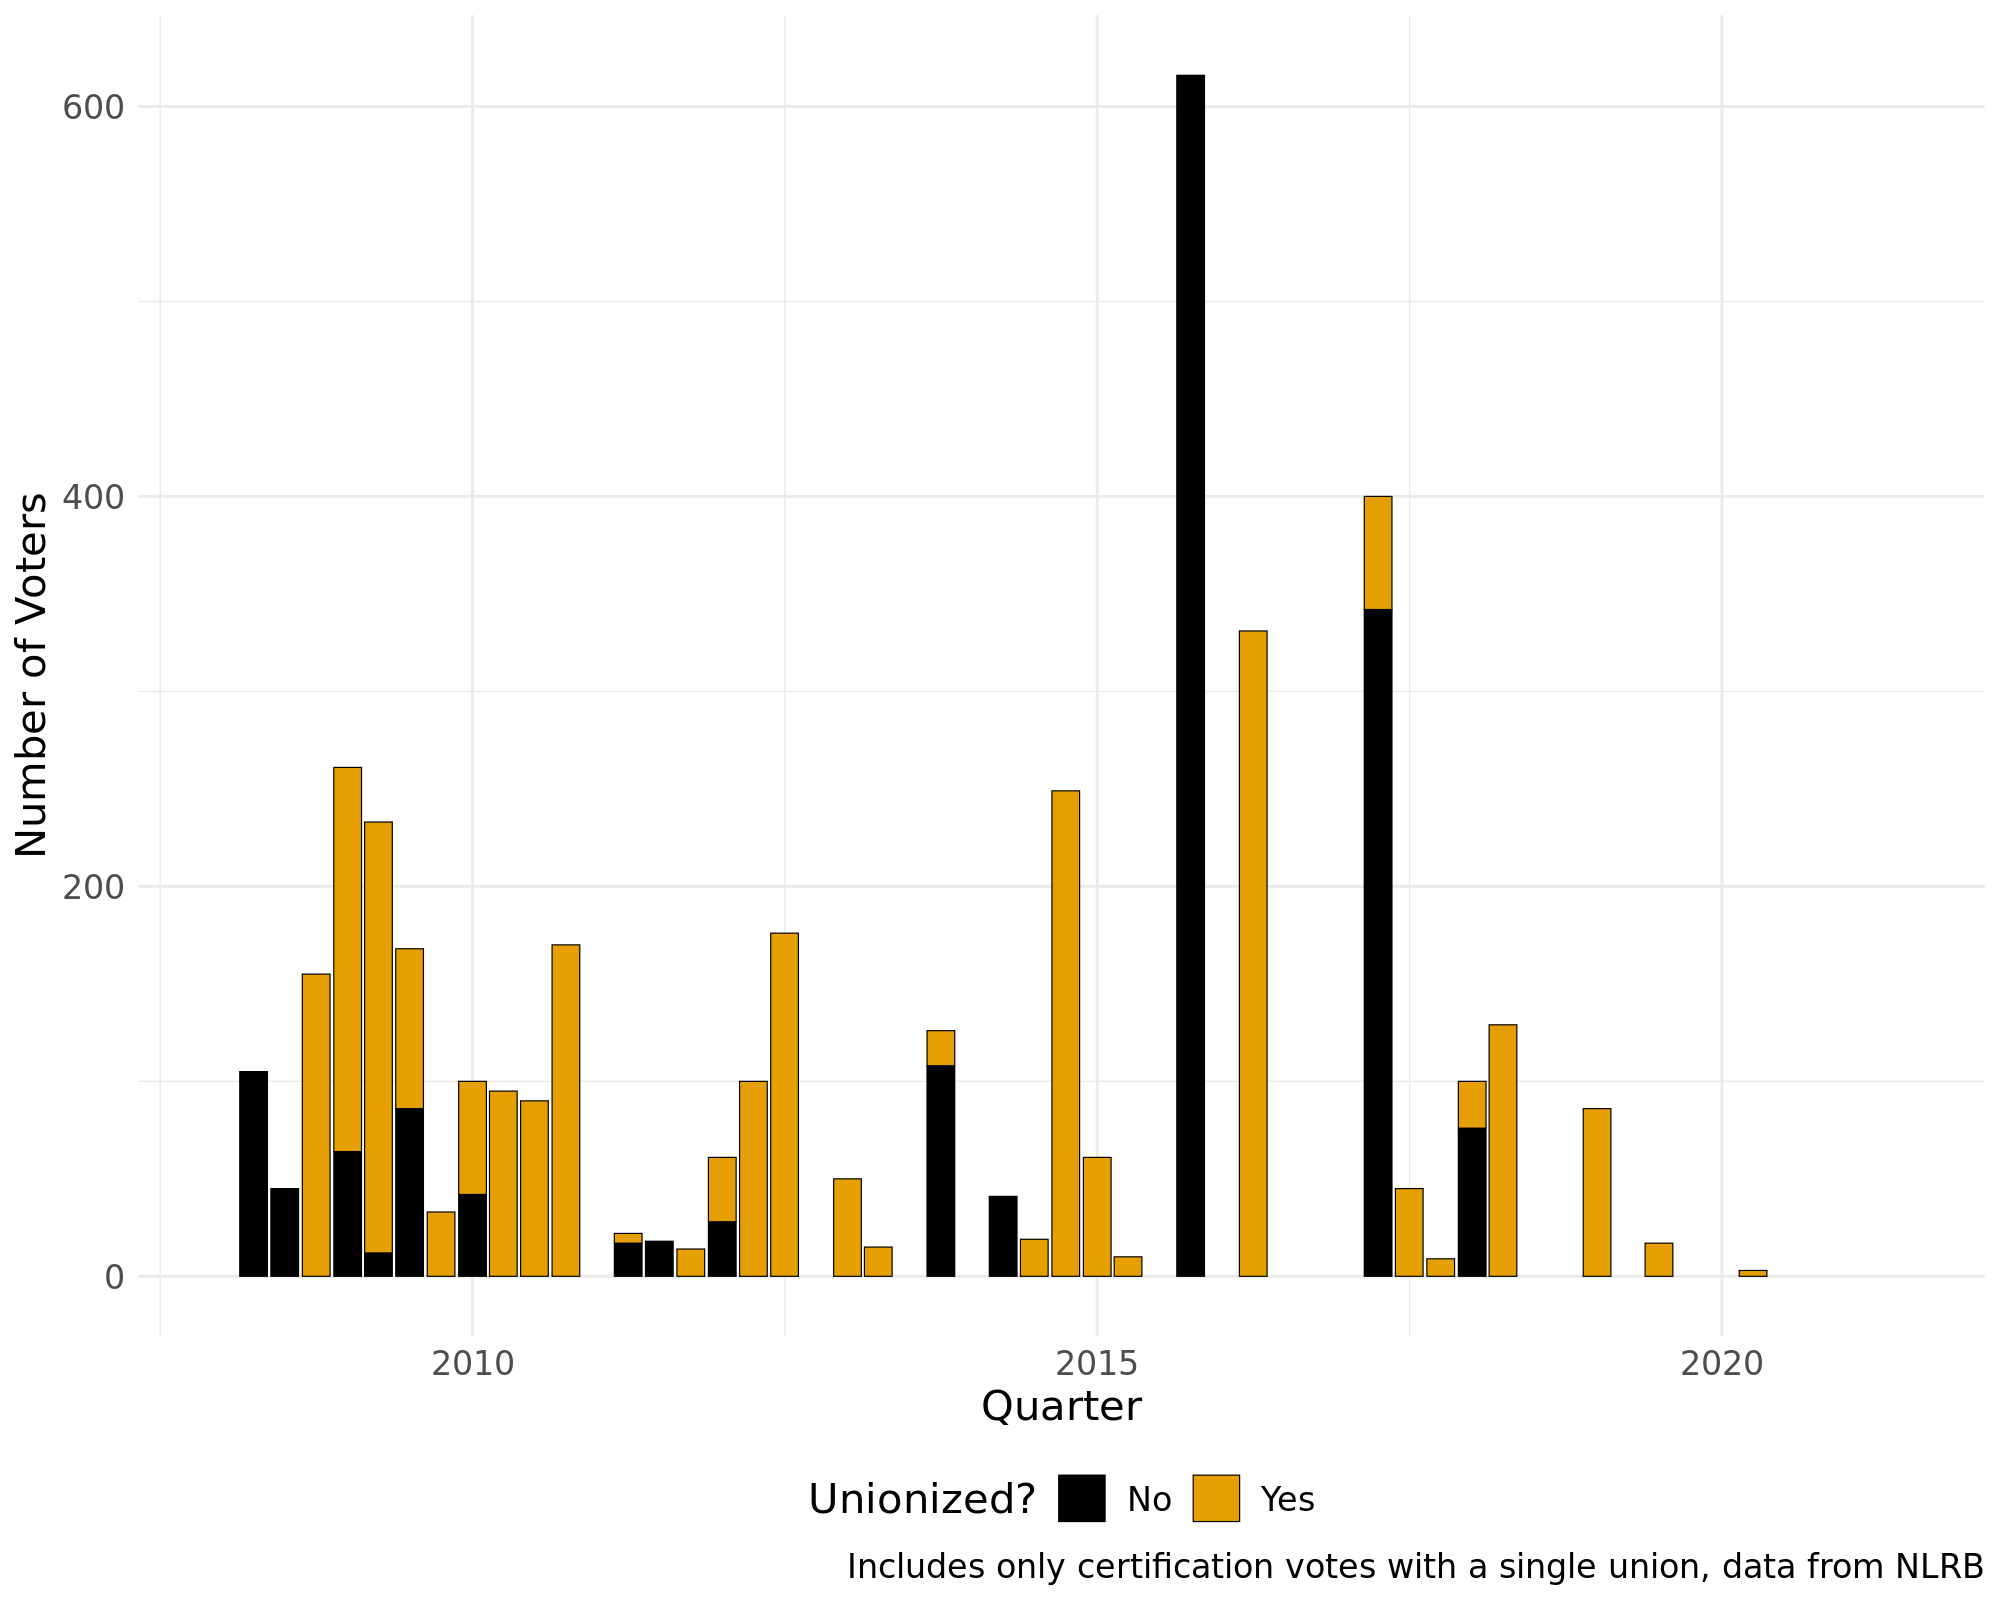 Number of Voters
600
400
200
0
2010 2015 2020
Quarter
Unionized? No Yes
Includes only certification votes with a single union, data from NLRB